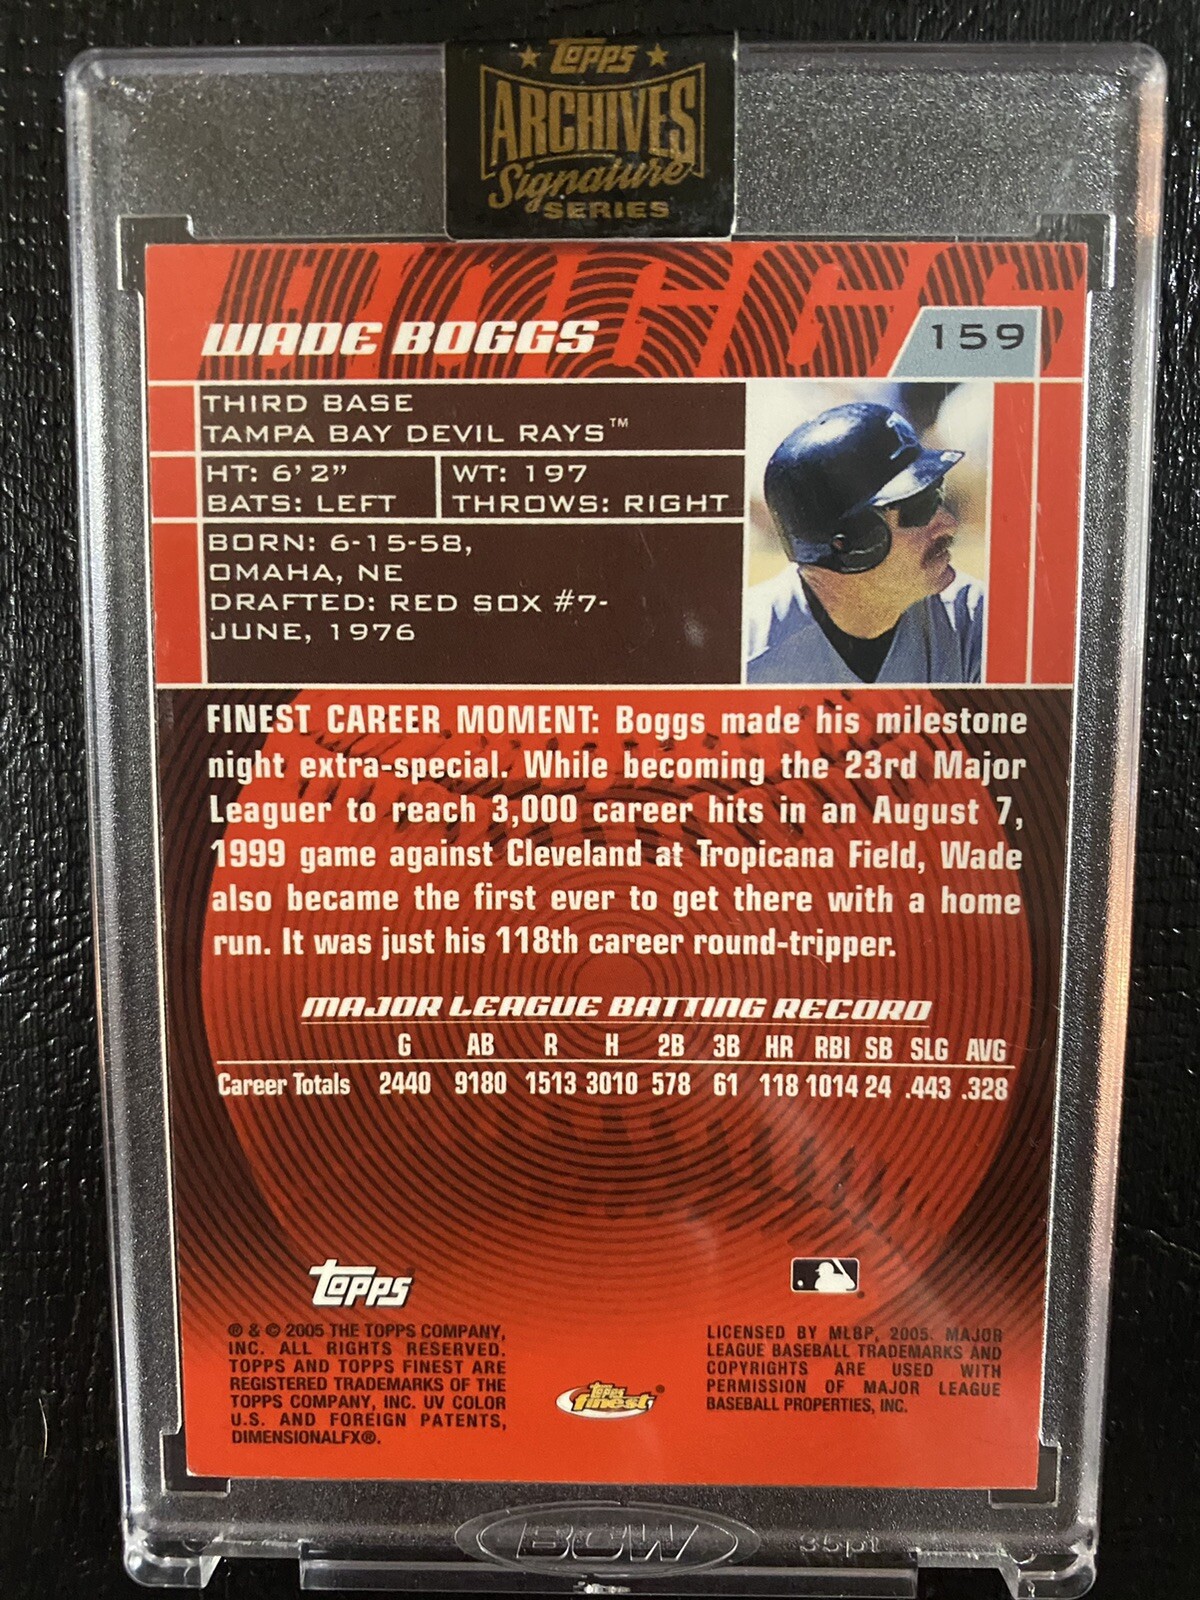 Topps
ARCHIVES
Signature
SERIES
BOGGS
WADE BOGGS
159
THIRD BASE
TAMPA BAY DEVIL RAYS™
HT: 6' 2"
WT: 197
BATS: LEFT
THROWS: RIGHT
BORN: 6-15-58,
OMAHA, NE
DRAFTED: RED SOX #7-
JUNE, 1976
FINEST CAREER MOMENT: Boggs made his milestone
night extra-special. While becoming the 23rd Major
Leaguer to reach 3,000 career hits in an August 7,
1999 game against Cleveland at Tropicana Field, Wade
also became the first ever to get there with a home
run. It was just his 118th career round-tripper.
MAJOR LEAGUE BATTING RECORD
G AB R H 2B 3B HR RBI SB SLG AVG
Career Totals 2440 9180 1513 3010 578 61 118 1014 24 .443 .328
Topps
® & © 2005 THE TOPPS COMPANY,
INC. ALL RIGHTS RESERVED.
TOPPS AND TOPPS FINEST ARE
REGISTERED TRADEMARKS OF THE
TOPPS COMPANY, INC. UV COLOR
U.S. AND FOREIGN PATENTS,
DIMENSIONALFX®.
Topps
finest®
LICENSED BY MLBP, 2005. MAJOR
LEAGUE BASEBALL TRADEMARKS AND
COPYRIGHTS ARE USED WITH
PERMISSION OF MAJOR LEAGUE
BASEBALL PROPERTIES, INC.
BCW
35pt